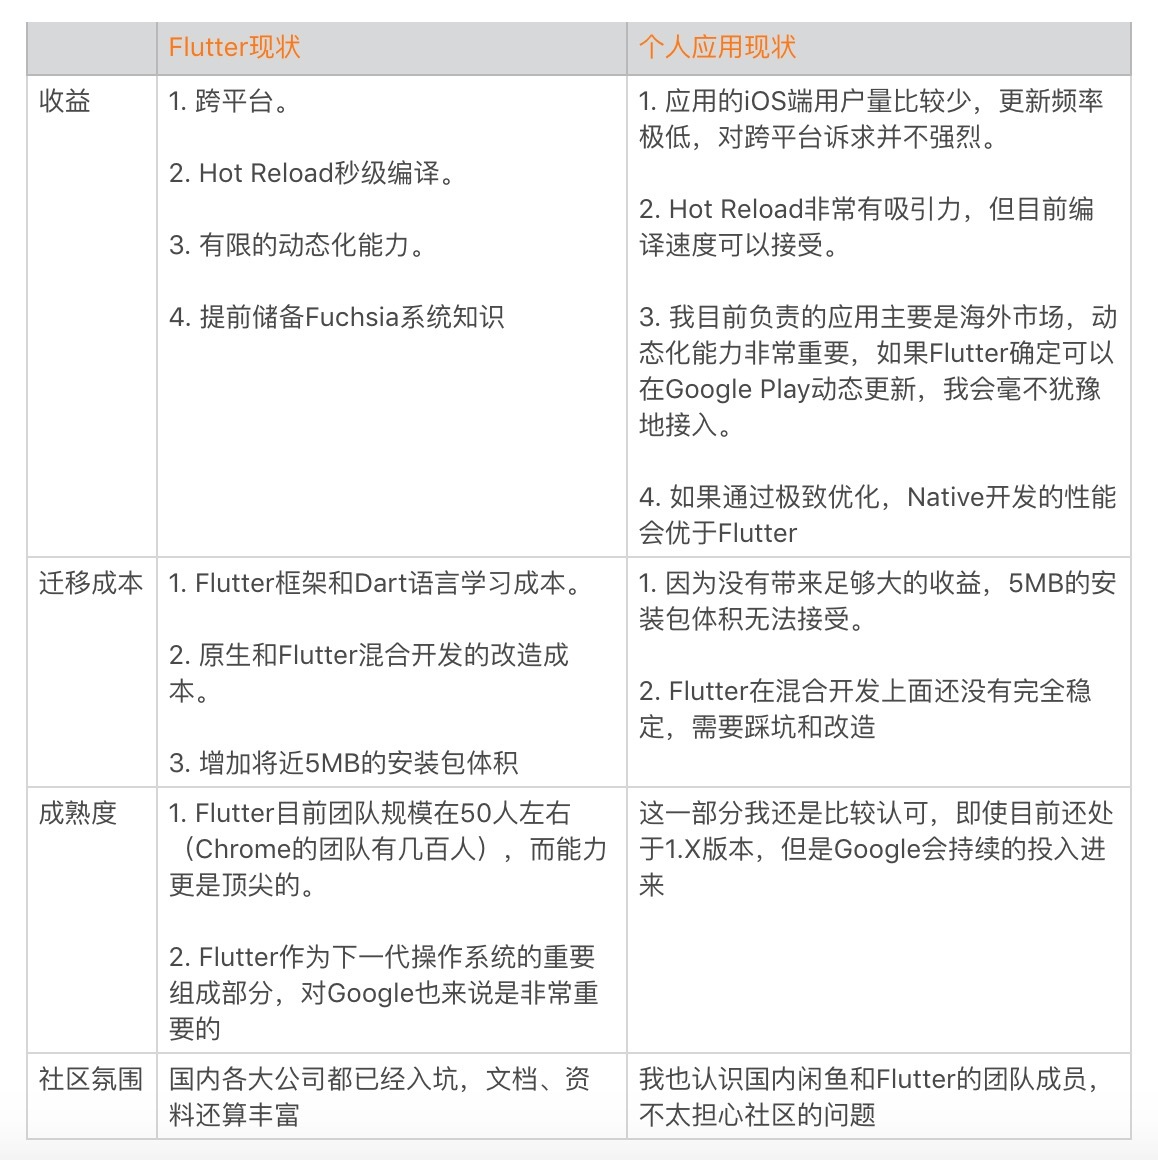 Flutter现状
个人应用现状
收益
1. 跨平台。
2. Hot Reload秒级编译。
3. 有限的动态化能力。
4. 提前储备Fuchsia系统知识
1. 应用的iOS端用户量比较少，更新频率
极低，对跨平台诉求并不强烈。
2. Hot Reload非常有吸引力，但目前编
译速度可以接受。
3. 我目前负责的应用主要是海外市场，动
态化能力非常重要，如果Flutter确定可以
在Google Play动态更新，我会毫不犹豫
地接入。
4. 如果通过极致优化，Native开发的性能
会优于Flutter
迁移成本
1. Flutter框架和Dart语言学习成本。
2. 原生和Flutter混合开发的改造成
本。
3. 增加将近5MB的安装包体积
1. 因为没有带来足够大的收益，5MB的安
装包体积无法接受。
2. Flutter在混合开发上面还没有完全稳
定，需要踩坑和改造
成熟度
1. Flutter目前团队规模在50人左右
（Chrome的团队有几百人），而能力
更是顶尖的。
2. Flutter作为下一代操作系统的重要
组成部分，对Google也来说是非常重
要的
这一部分我还是比较认可，即使目前还处
于1.X版本，但是Google会持续的投入进
来
社区氛围
国内各大公司都已经入坑，文档、资
料还算丰富
我也认识国内闲鱼和Flutter的团队成员，
不太担心社区的问题